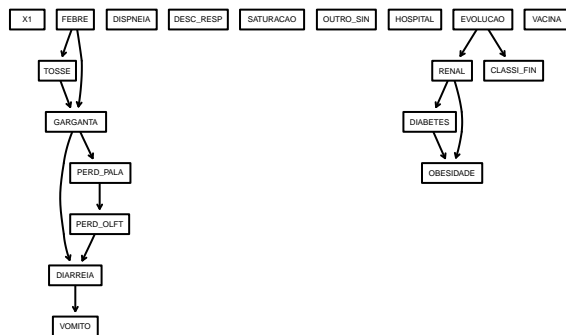 X1 FEBRE DISPNEIA DESC_RESP SATURACAO OUTRO_SIN HOSPITAL EVOLUCAO VACINA
TOSSE RENAL CLASSI_FIN
GARGANTA DIABETES
PERD_PALA OBESIDADE
PERD_OLFT
DIARREIA
VOMITO